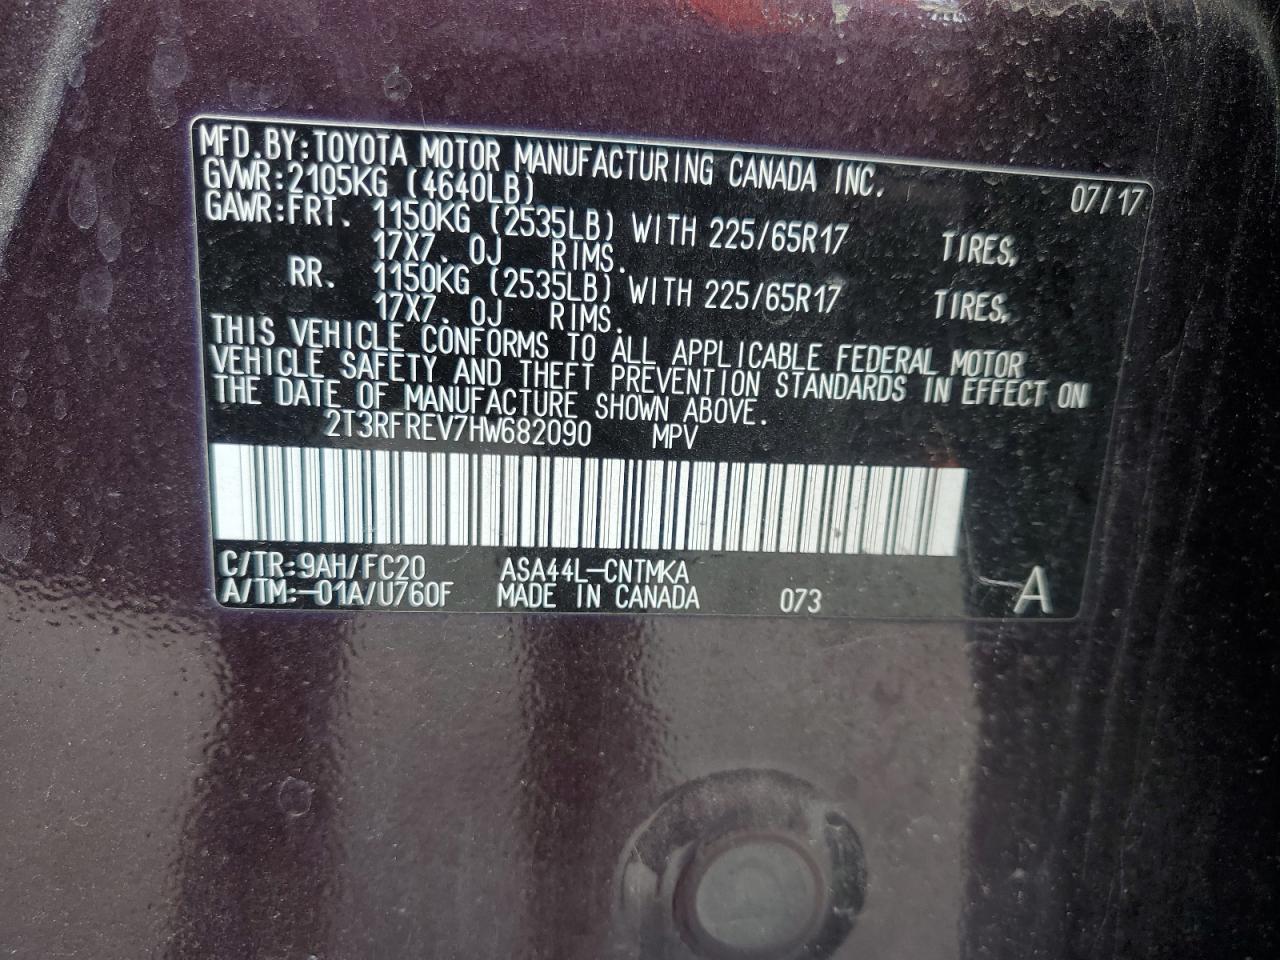 MFD.BY:TOYOTA MOTOR MANUFACTURING CANADA INC.
GVWR:2105KG (4640LB) 07/17
GAWR:FRT. 1150KG (2535LB) WITH 225/65R17 TIRES,
17X7.0J RIMS.
RR. 1150KG (2535LB) WITH 225/65R17 TIRES,
17X7.0J RIMS.
THIS VEHICLE CONFORMS TO ALL APPLICABLE FEDERAL MOTOR
VEHICLE SAFETY AND THEFT PREVENTION STANDARDS IN EFFECT ON
THE DATE OF MANUFACTURE SHOWN ABOVE.
2T3RFREV7HW682090 MPV
C/TR:9AH/FC20 ASA44L-CNTMKA
A/TM:-01A/U760F MADE IN CANADA 073 A